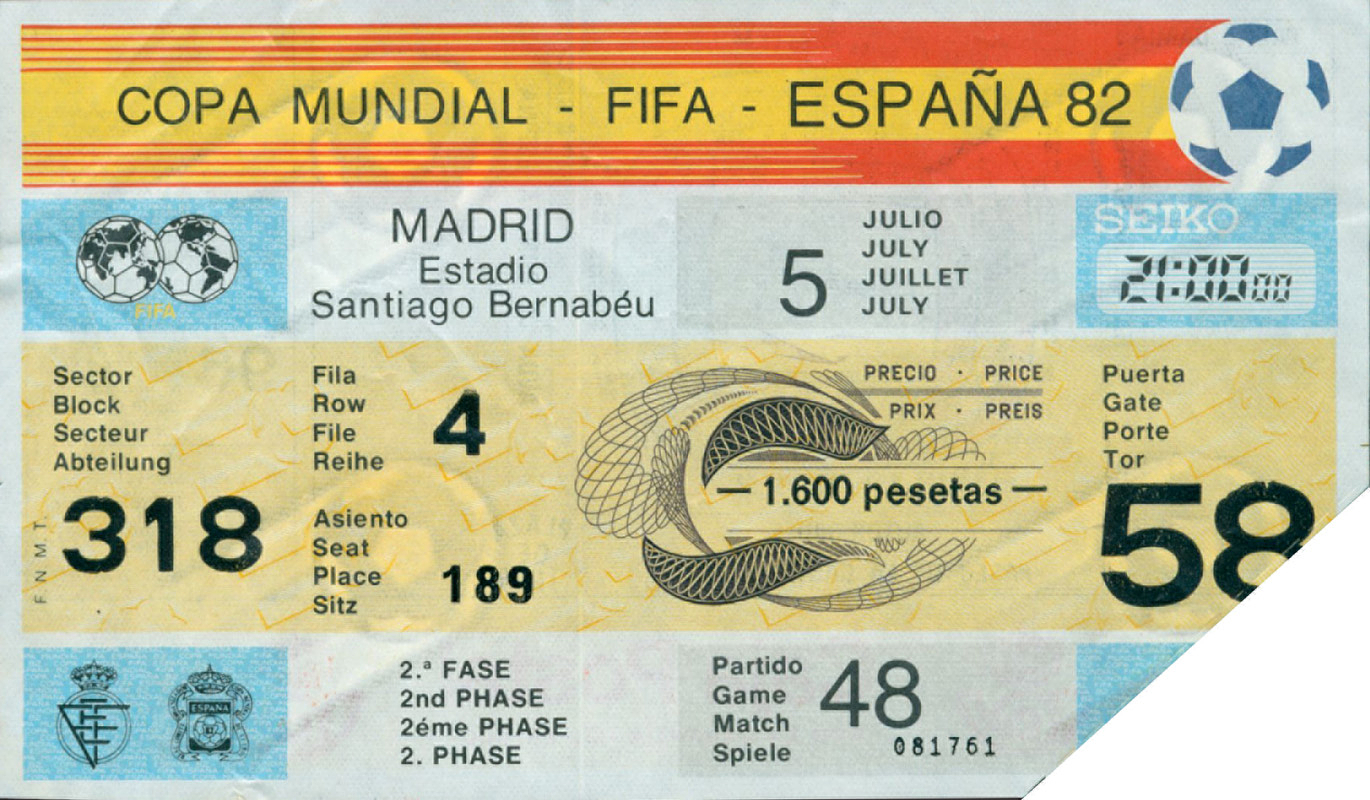 COPA MUNDIAL - FIFA - ESPAÑA 82
FIFA
MADRID
Estadio
Santiago Bernabéu
5
JULIO
JULY
JUILLET
JULY
SEIKO
21:00 00
Sector
Block
Secteur
Abteilung
318
F.N.M.T.
Fila
Row
File
Reihe
4
Asiento
Seat
Place
Sitz
189
PRECIO · PRICE
PRIX · PREIS
— 1.600 pesetas —
Puerta
Gate
Porte
Tor
58
ESPAÑA
2.ª FASE
2nd PHASE
2éme PHASE
2. PHASE
Partido
Game
Match
Spiele
48
081761